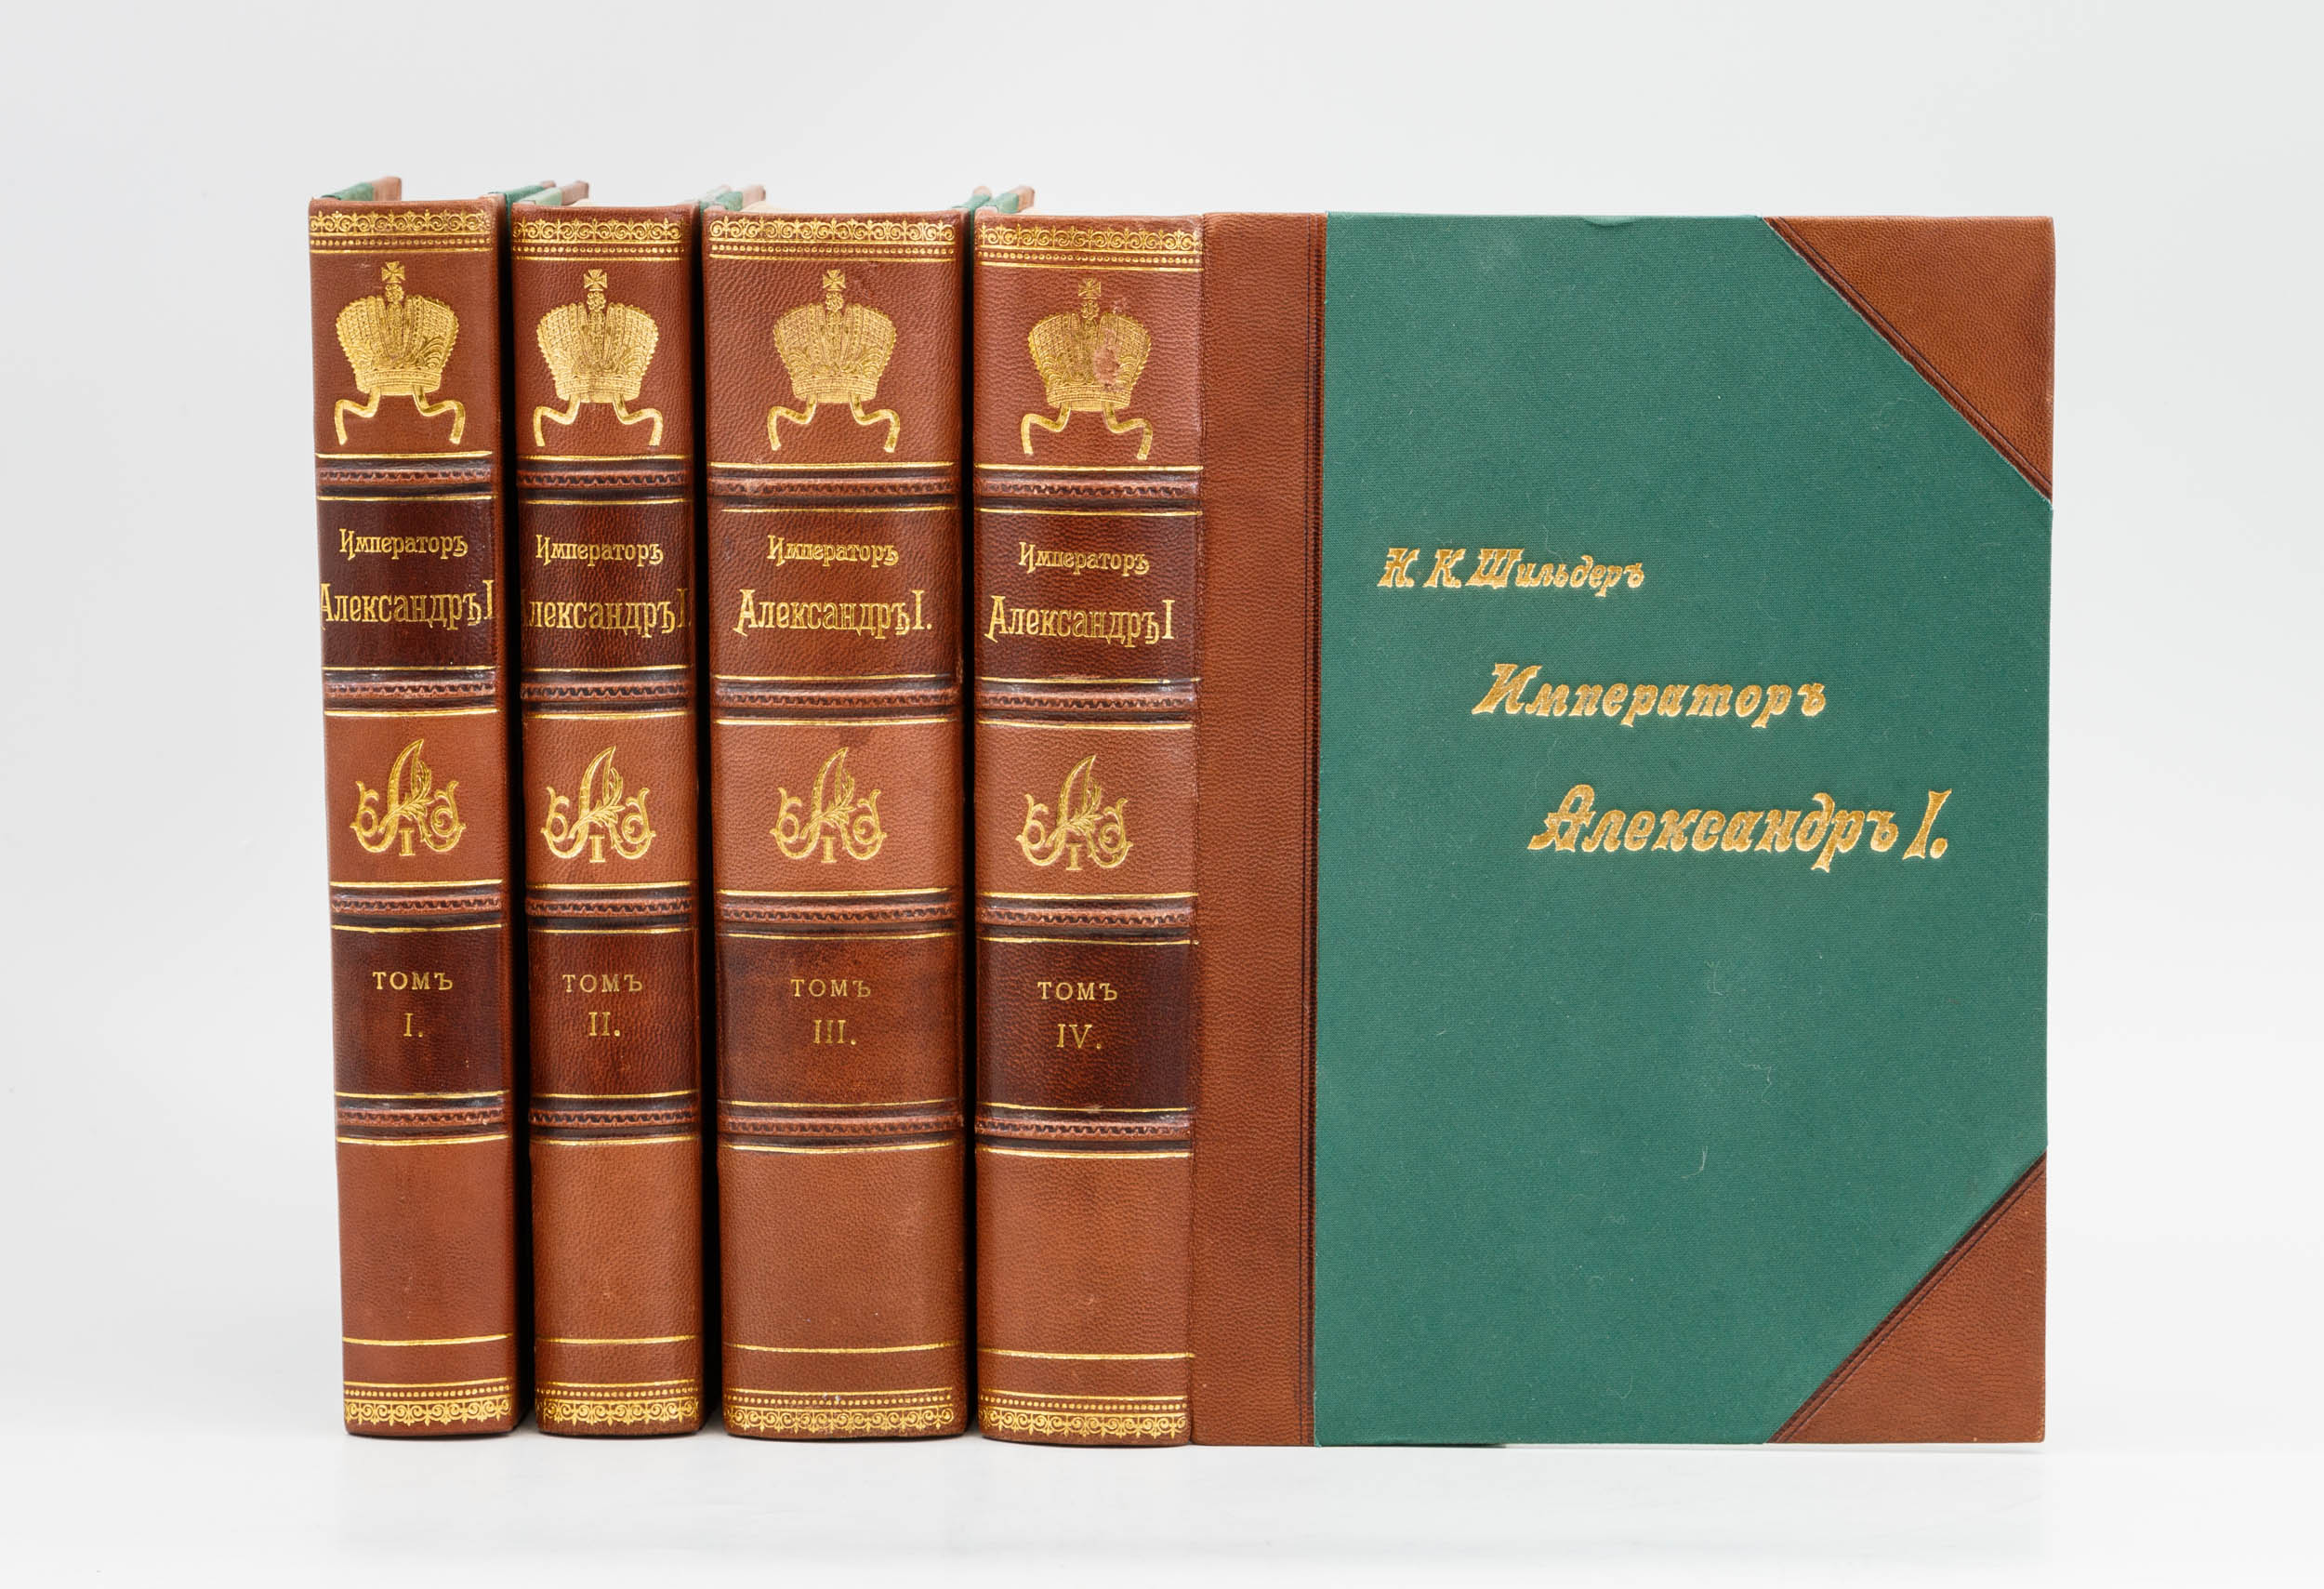 Императоръ
Александръ I
Томъ
I.
Императоръ
Александръ I.
Томъ
II.
Императоръ
Александръ I.
Томъ
III.
Императоръ
Александръ I
Томъ
IV.
Н. К. Шильдеръ
Императоръ
Александръ I.